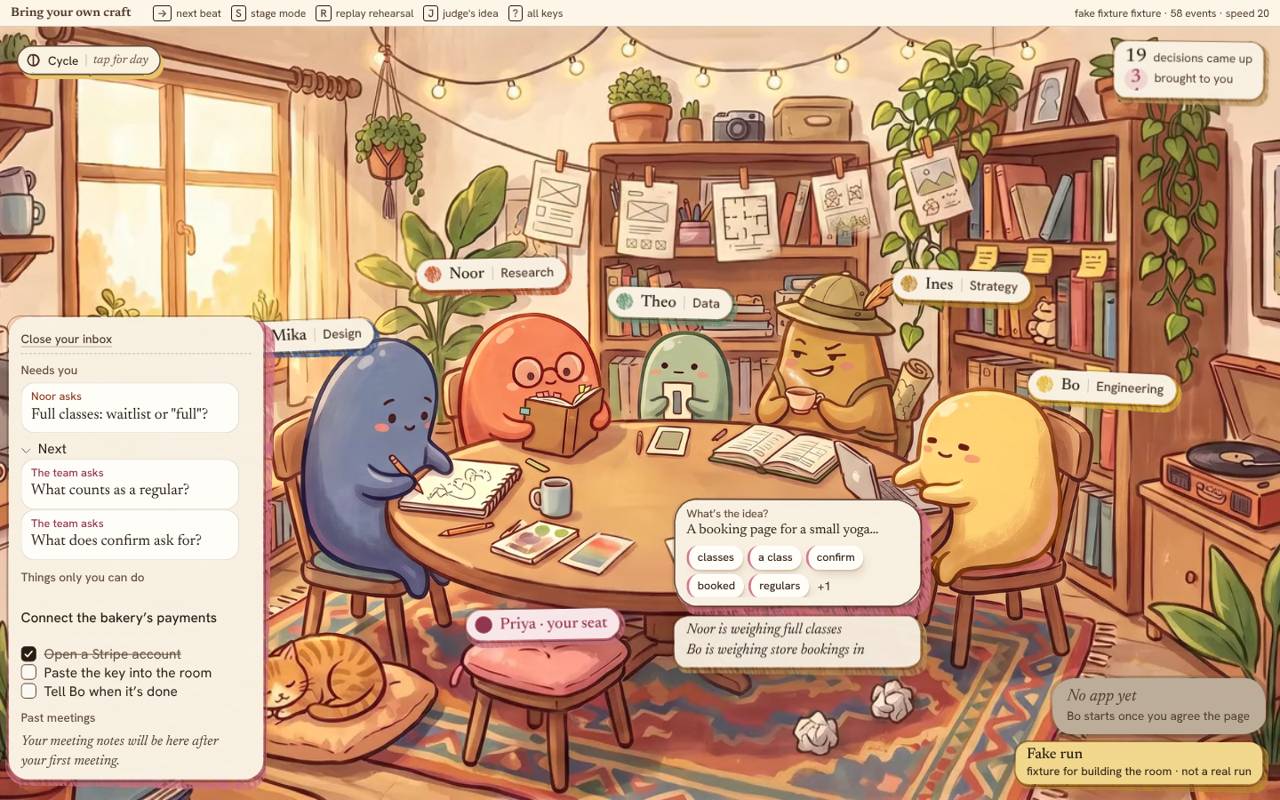 Bring your own craft → next beat S stage mode R replay rehearsal J judge's idea ? all keys fake fixture fixture · 58 events · speed 20
Cycle tap for day
19 decisions came up
3 brought to you
Noor Research
Theo Data
Ines Strategy
Mika Design
Bo Engineering
Close your inbox
Needs you
Noor asks
Full classes: waitlist or "full"?
Next
The team asks
What counts as a regular?
The team asks
What does confirm ask for?
Things only you can do
Connect the bakery’s payments
Open a Stripe account
Paste the key into the room
Tell Bo when it’s done
Past meetings
Your meeting notes will be here after
your first meeting.
What’s the idea?
A booking page for a small yoga...
classes a class confirm
booked regulars +1
Noor is weighing full classes
Bo is weighing store bookings in
Priya · your seat
No app yet
Bo starts once you agree the page
Fake run
fixture for building the room · not a real run